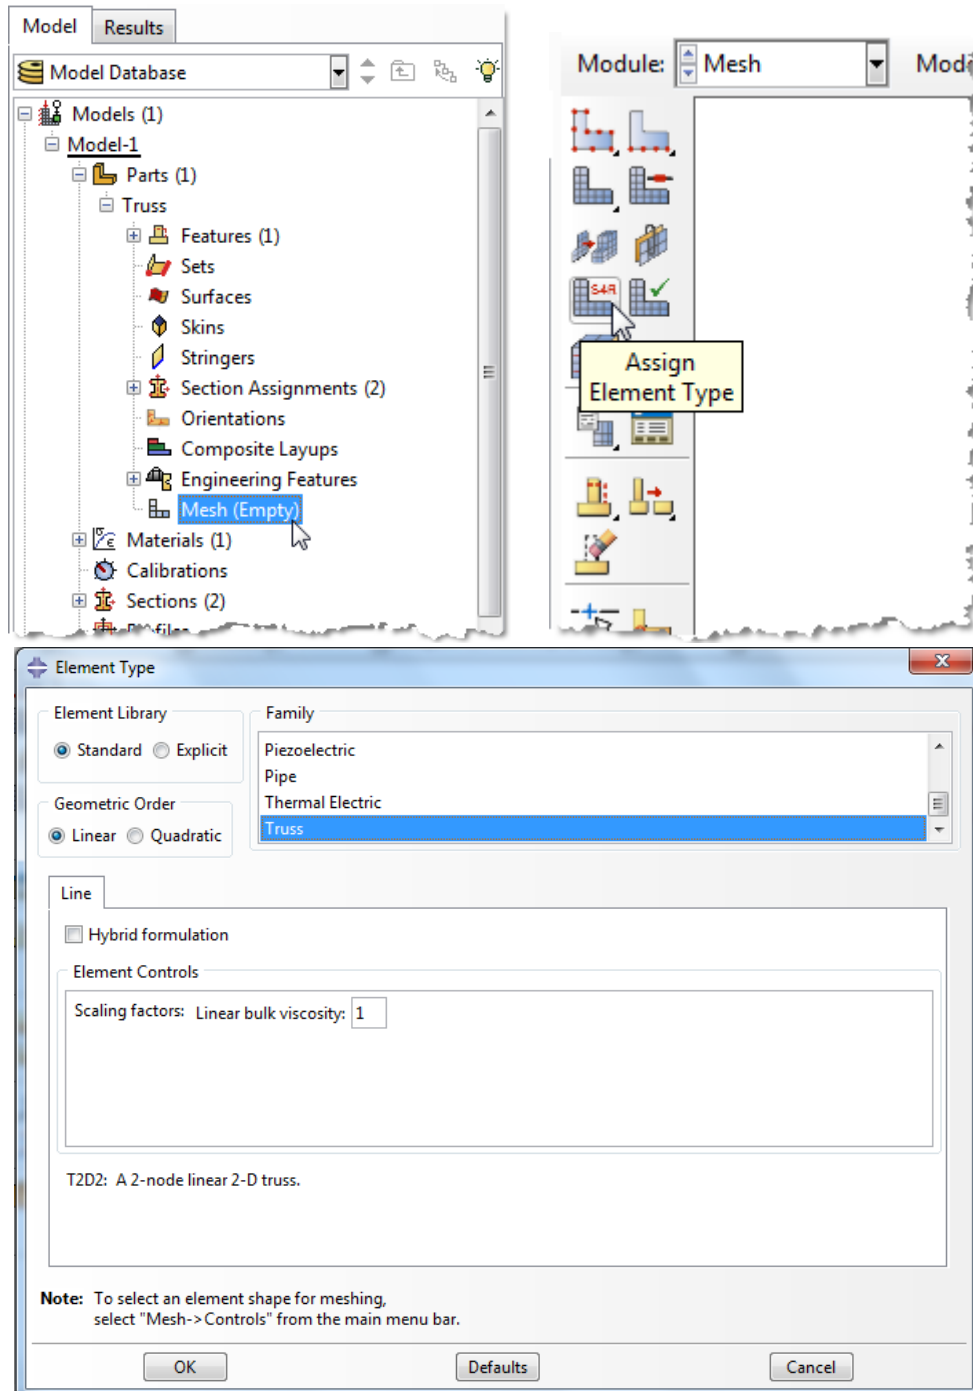 Model
Results
Model Database
Models (1)
Model-1
Parts (1)
Truss
Features (1)
Sets
Surfaces
Skins
Stringers
Section Assignments (2)
Orientations
Composite Layups
Engineering Features
Mesh (Empty)
Materials (1)
Calibrations
Sections (2)
Module: Mesh
S4R
Assign
Element Type
Element Type
Element Library
Standard Explicit
Geometric Order
Linear Quadratic
Family
Piezoelectric
Pipe
Thermal Electric
Truss
Line
Hybrid formulation
Element Controls
Scaling factors: Linear bulk viscosity: 1
T2D2: A 2-node linear 2-D truss.
Note: To select an element shape for meshing,
select "Mesh->Controls" from the main menu bar.
OK Defaults Cancel